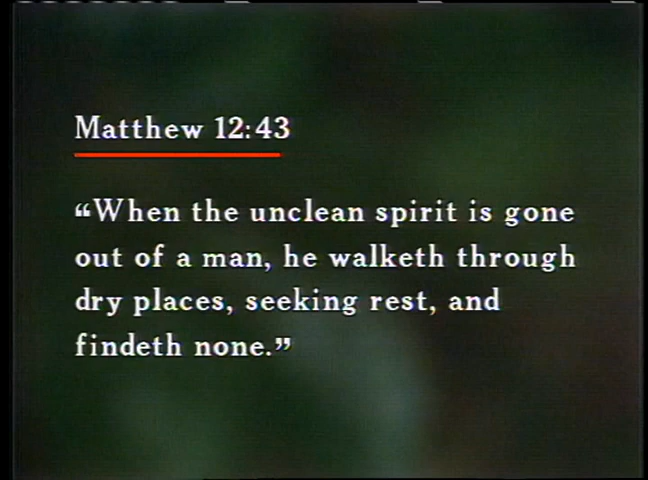 Matthew 12:43
“When the unclean spirit is gone
out of a man, he walketh through
dry places, seeking rest, and
findeth none.”